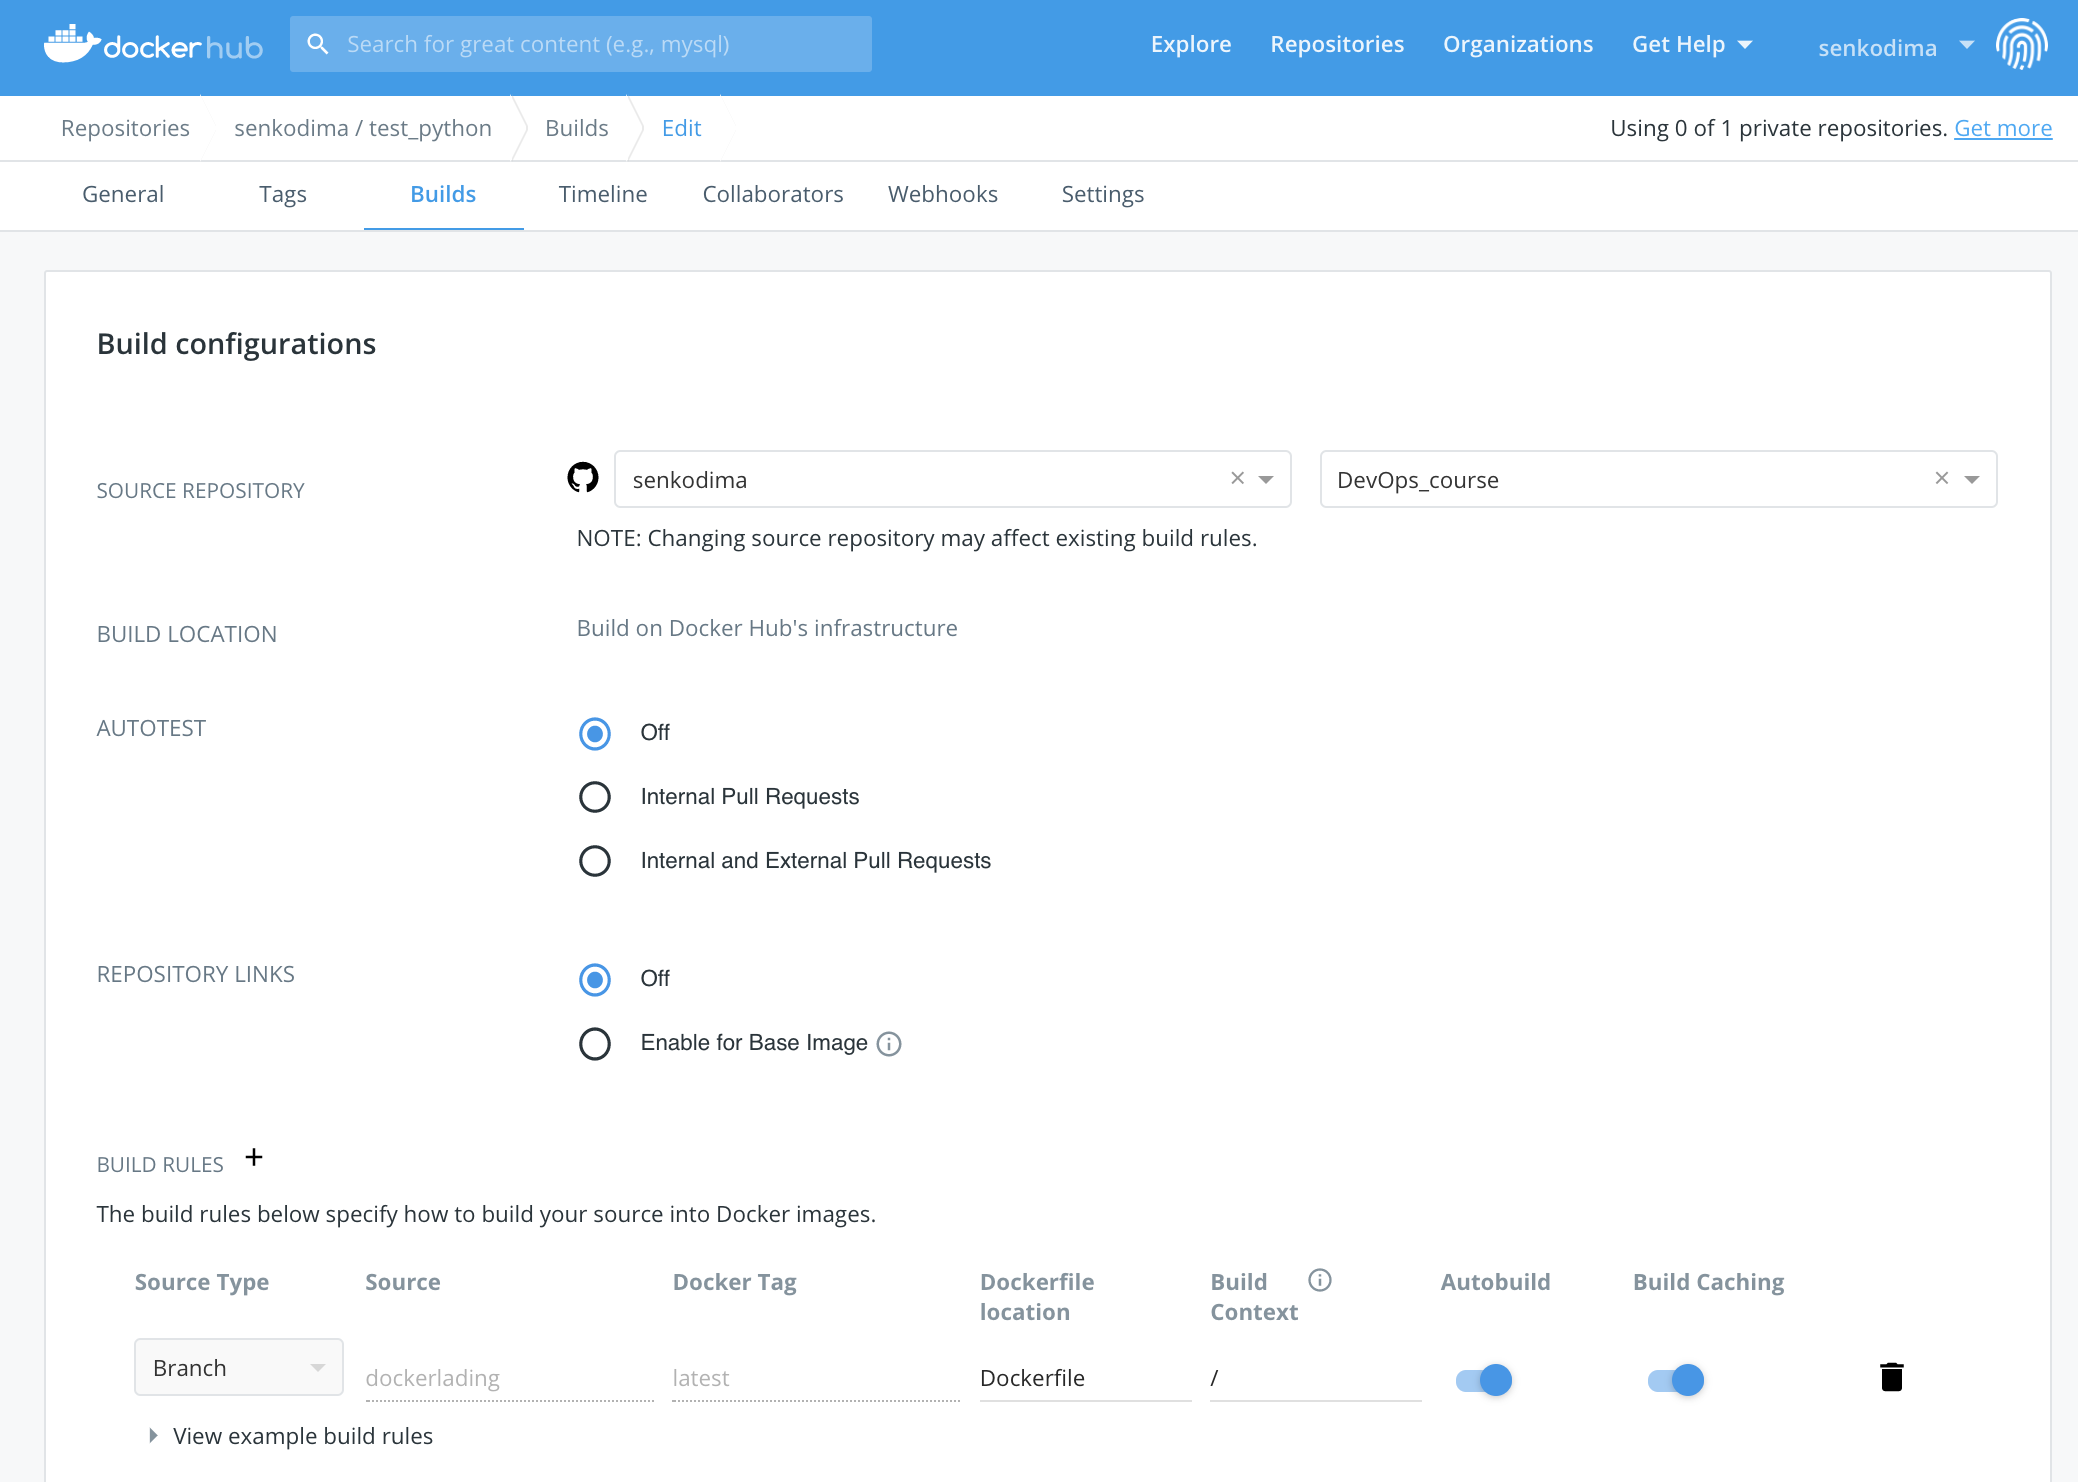 docker hub
Search for great content (e.g., mysql)
Explore Repositories Organizations Get Help senkodima
Repositories senkodima / test_python Builds Edit
Using 0 of 1 private repositories. Get more
General Tags Builds Timeline Collaborators Webhooks Settings
Build configurations
SOURCE REPOSITORY senkodima DevOps_course
NOTE: Changing source repository may affect existing build rules.
BUILD LOCATION Build on Docker Hub's infrastructure
AUTOTEST Off
Internal Pull Requests
Internal and External Pull Requests
REPOSITORY LINKS Off
Enable for Base Image
BUILD RULES +
The build rules below specify how to build your source into Docker images.
Source Type Source Docker Tag Dockerfile location Build Context Autobuild Build Caching
Branch dockerlading latest Dockerfile /
View example build rules